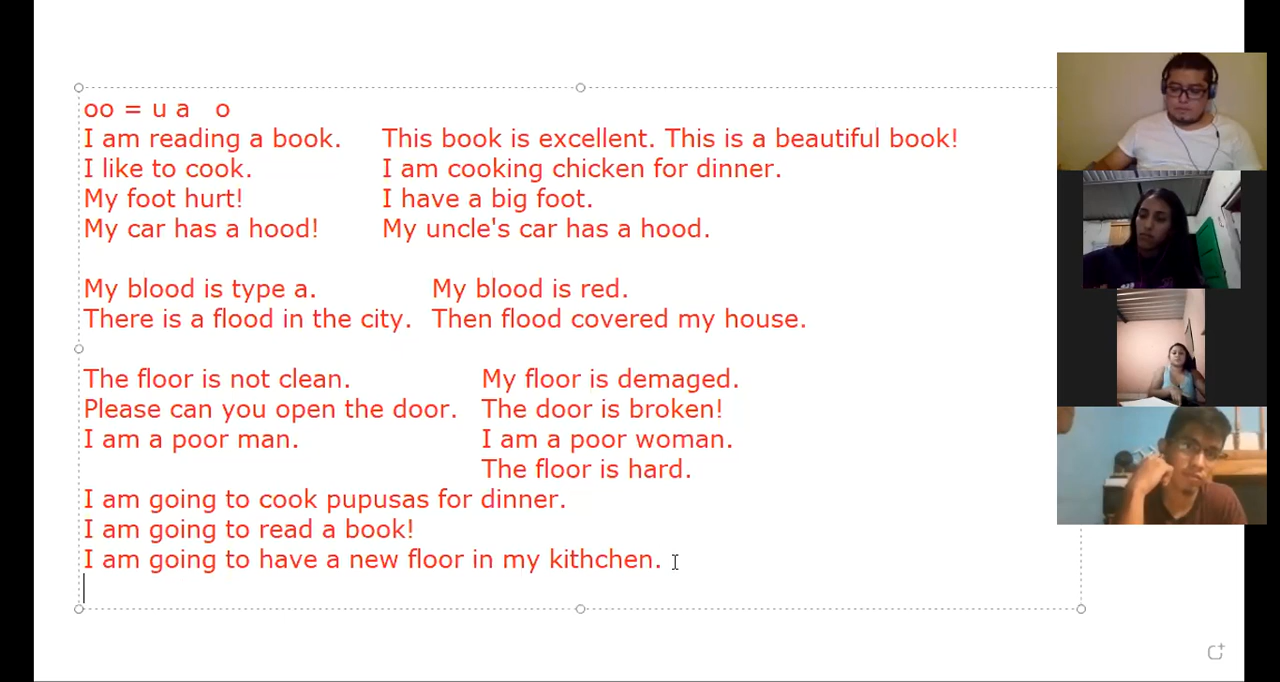 oo = u a o
I am reading a book. This book is excellent. This is a beautiful book!
I like to cook. I am cooking chicken for dinner.
My foot hurt! I have a big foot.
My car has a hood! My uncle's car has a hood.
My blood is type a. My blood is red.
There is a flood in the city. Then flood covered my house.
The floor is not clean. My floor is demaged.
Please can you open the door. The door is broken!
I am a poor man. I am a poor woman.
The floor is hard.
I am going to cook pupusas for dinner.
I am going to read a book!
I am going to have a new floor in my kithchen.